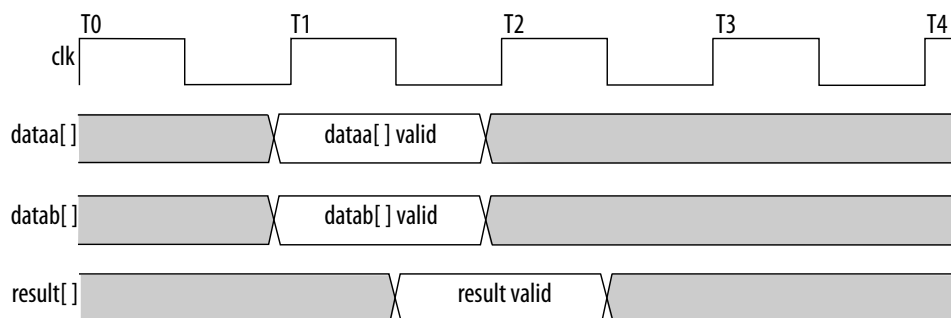 T0 T1 T2 T3 T4
clk
dataa[ ] dataa[ ] valid
datab[ ] datab[ ] valid
result[ ] result valid